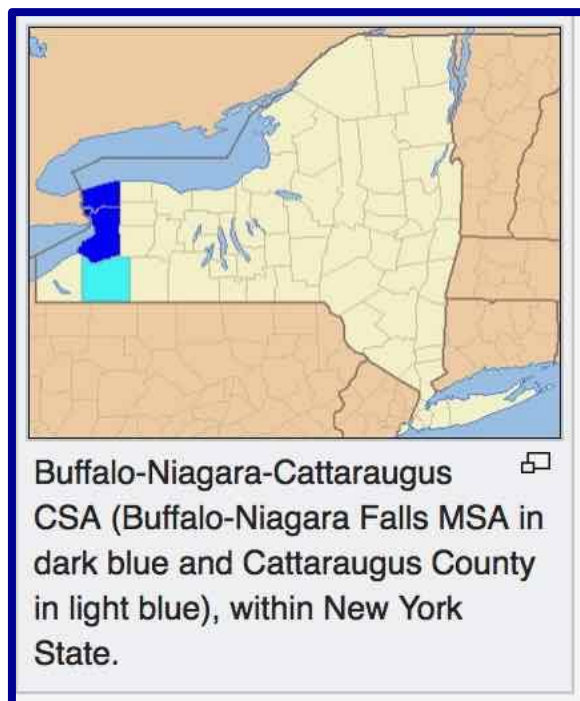 Buffalo-Niagara-Cattaraugus
CSA (Buffalo-Niagara Falls MSA in
dark blue and Cattaraugus County
in light blue), within New York
State.